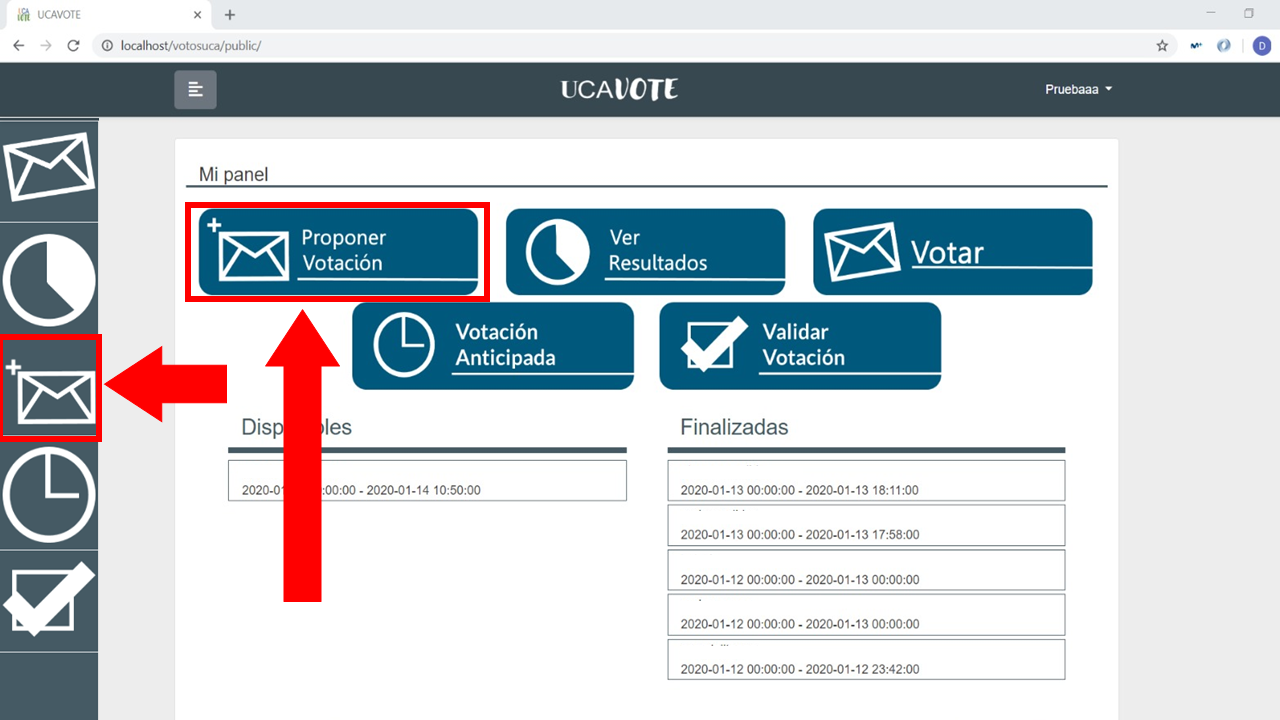 UCAVOTE
localhost/votosuca/public/
D
UCAVOTE
Pruebaaa
Mi panel
Proponer
Votación
Ver
Resultados
Votar
Votación
Anticipada
Validar
Votación
Disp les
2020-01- :00:00 - 2020-01-14 10:50:00
Finalizadas
2020-01-13 00:00:00 - 2020-01-13 18:11:00
2020-01-13 00:00:00 - 2020-01-13 17:58:00
2020-01-12 00:00:00 - 2020-01-13 00:00:00
2020-01-12 00:00:00 - 2020-01-13 00:00:00
2020-01-12 00:00:00 - 2020-01-12 23:42:00